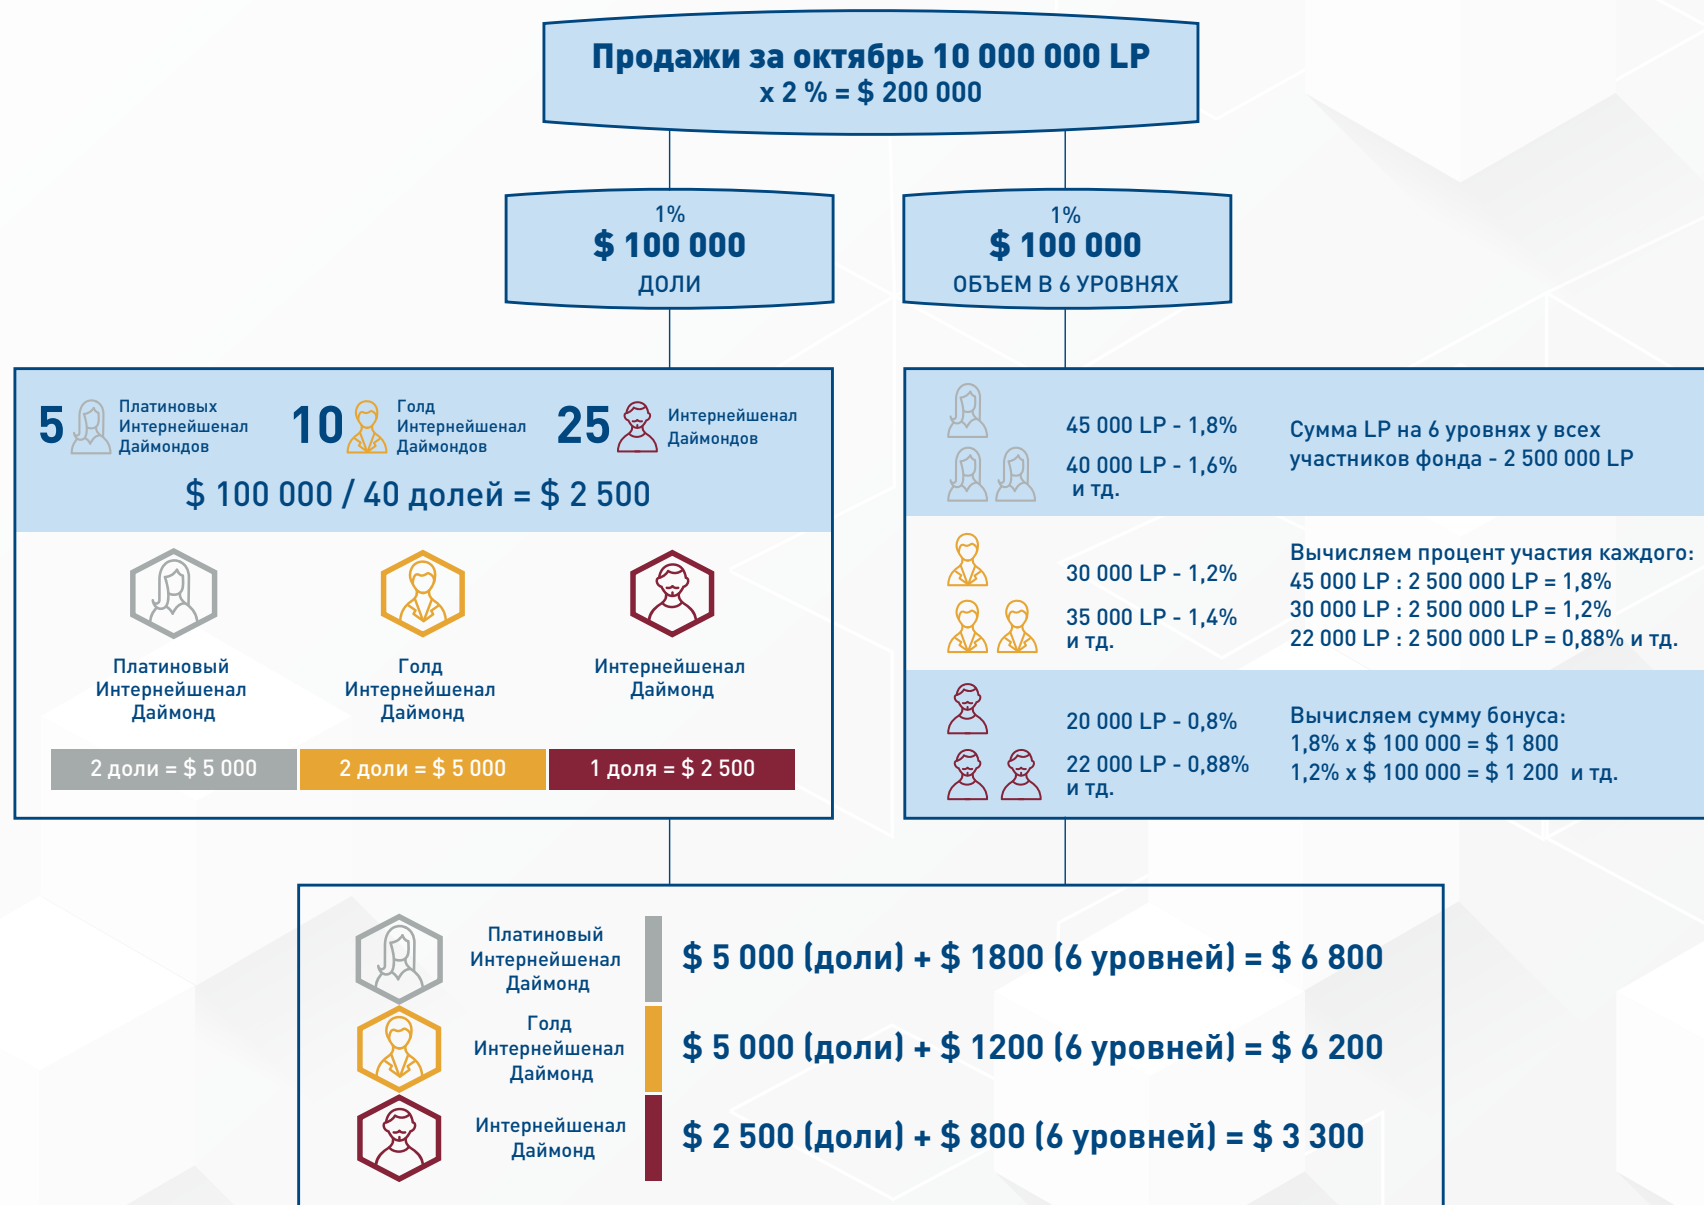 Продажи за октябрь 10 000 000 LP
x 2 % = $ 200 000
1%
$ 100 000
ДОЛИ
1%
$ 100 000
ОБЪЕМ В 6 УРОВНЯХ
5
Платиновых
Интернейшенал
Даймондов
10
Голд
Интернейшенал
Даймондов
25
Интернейшенал
Даймондов
$ 100 000 / 40 долей = $ 2 500
Платиновый
Интернейшенал
Даймонд
Голд
Интернейшенал
Даймонд
Интернейшенал
Даймонд
2 доли = $ 5 000
2 доли = $ 5 000
1 доля = $ 2 500
45 000 LP - 1,8%
40 000 LP - 1,6%
и тд.
Сумма LP на 6 уровнях у всех
участников фонда - 2 500 000 LP
30 000 LP - 1,2%
35 000 LP - 1,4%
и тд.
Вычисляем процент участия каждого:
45 000 LP : 2 500 000 LP = 1,8%
30 000 LP : 2 500 000 LP = 1,2%
22 000 LP : 2 500 000 LP = 0,88% и тд.
20 000 LP - 0,8%
22 000 LP - 0,88%
и тд.
Вычисляем сумму бонуса:
1,8% x $ 100 000 = $ 1 800
1,2% x $ 100 000 = $ 1 200 и тд.
Платиновый
Интернейшенал
Даймонд
$ 5 000 (доли) + $ 1800 (6 уровней) = $ 6 800
Голд
Интернейшенал
Даймонд
$ 5 000 (доли) + $ 1200 (6 уровней) = $ 6 200
Интернейшенал
Даймонд
$ 2 500 (доли) + $ 800 (6 уровней) = $ 3 300